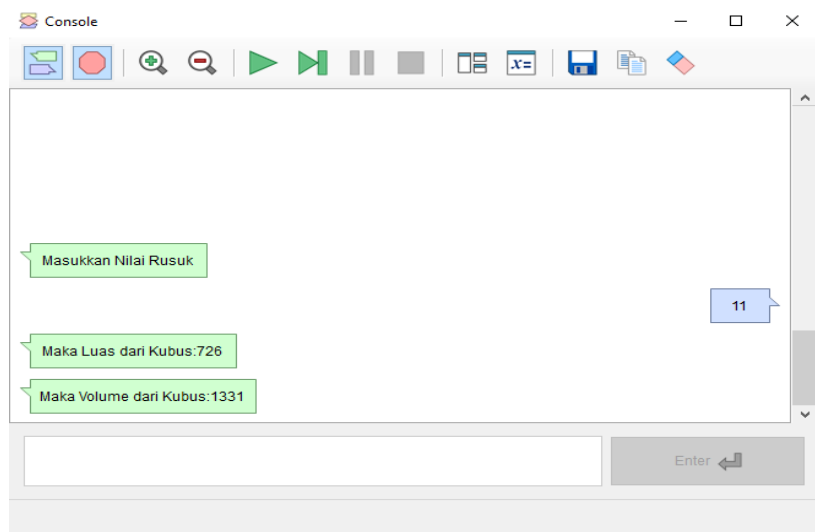 Console
x=
Masukkan Nilai Rusuk
11
Maka Luas dari Kubus:726
Maka Volume dari Kubus:1331
Enter